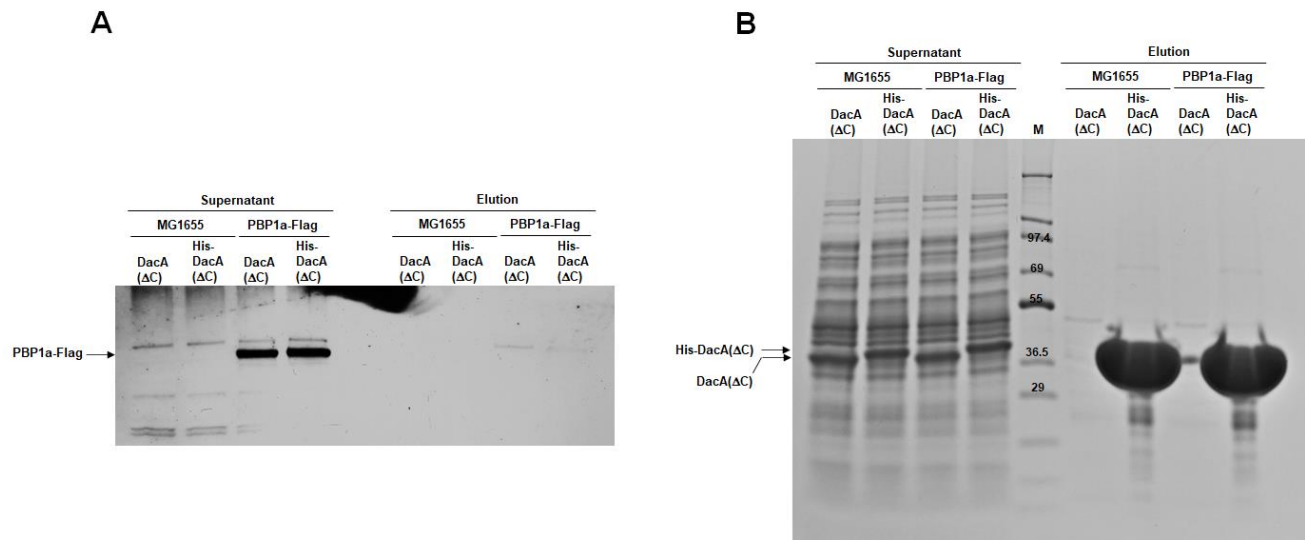 A
Supernatant
Elution
MG1655
PBP1a-Flag
MG1655
PBP1a-Flag
DacA
(ΔC)
His-
DacA
(ΔC)
DacA
(ΔC)
His-
DacA
(ΔC)
DacA
(ΔC)
His-
DacA
(ΔC)
DacA
(ΔC)
His-
DacA
(ΔC)
PBP1a-Flag
B
Supernatant
Elution
MG1655
PBP1a-Flag
MG1655
PBP1a-Flag
DacA
(ΔC)
His-
DacA
(ΔC)
DacA
(ΔC)
His-
DacA
(ΔC)
M
DacA
(ΔC)
His-
DacA
(ΔC)
DacA
(ΔC)
His-
DacA
(ΔC)
97.4
69
55
36.5
29
His-DacA(ΔC)
DacA(ΔC)